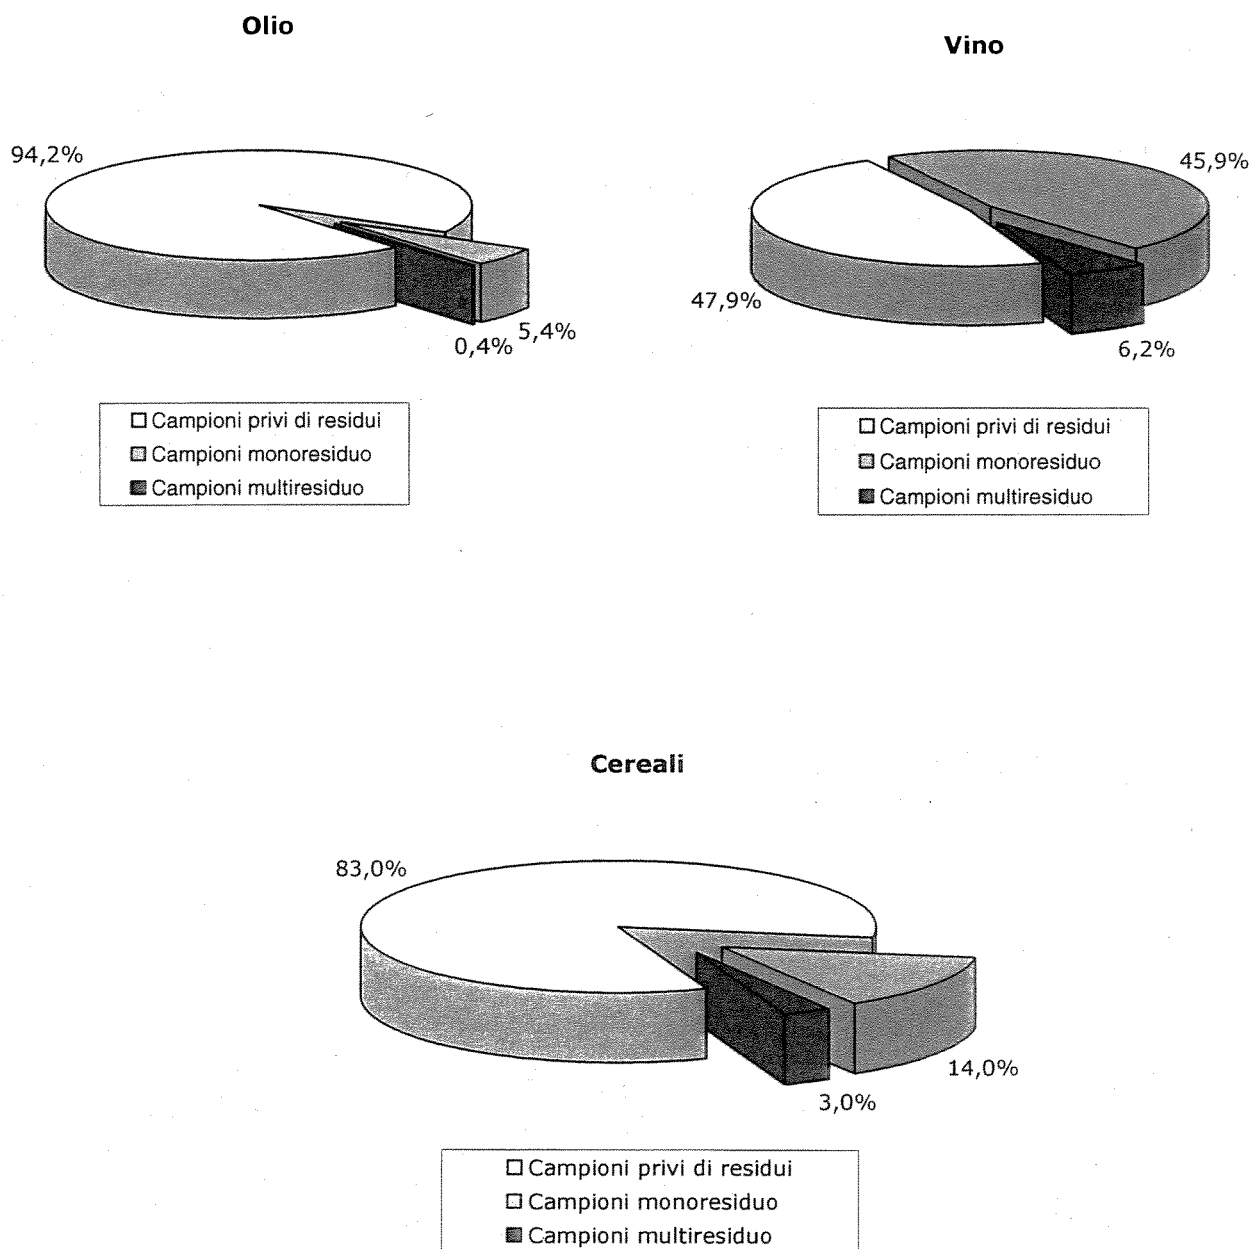 Olio
94,2%
5,4%
0,4%
Campioni privi di residui
Campioni monoresiduo
Campioni multiresiduo
Vino
45,9%
47,9%
6,2%
Campioni privi di residui
Campioni monoresiduo
Campioni multiresiduo
Cereali
83,0%
14,0%
3,0%
Campioni privi di residui
Campioni monoresiduo
Campioni multiresiduo